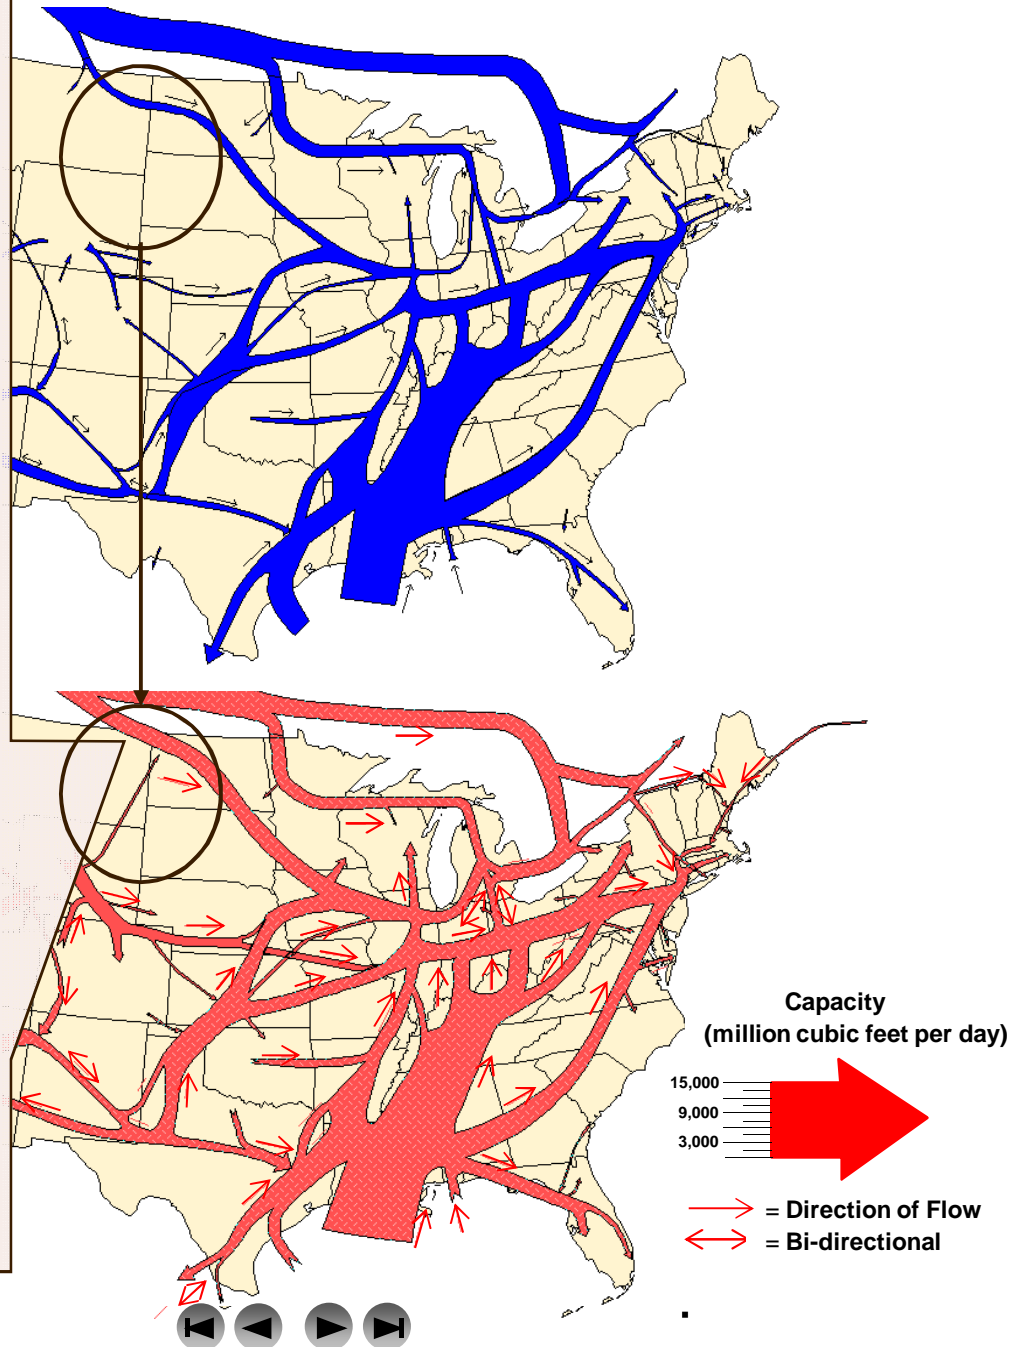 Capacity
(million cubic feet per day)
15,000
9,000
3,000
= Direction of Flow
= Bi-directional